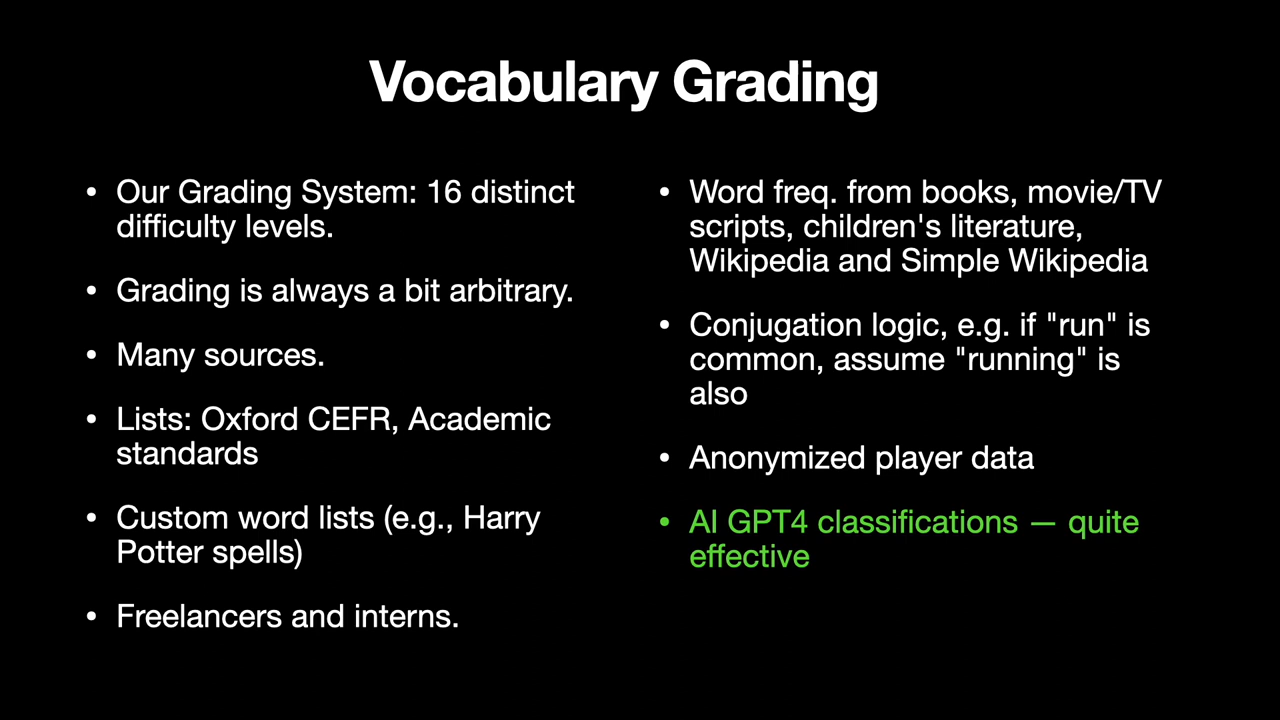 Vocabulary Grading
• Our Grading System: 16 distinct
difficulty levels.
• Grading is always a bit arbitrary.
• Many sources.
• Lists: Oxford CEFR, Academic
standards
• Custom word lists (e.g., Harry
Potter spells)
• Freelancers and interns.
• Word freq. from books, movie/TV
scripts, children's literature,
Wikipedia and Simple Wikipedia
• Conjugation logic, e.g. if "run" is
common, assume "running" is
also
• Anonymized player data
• AI GPT4 classifications — quite
effective